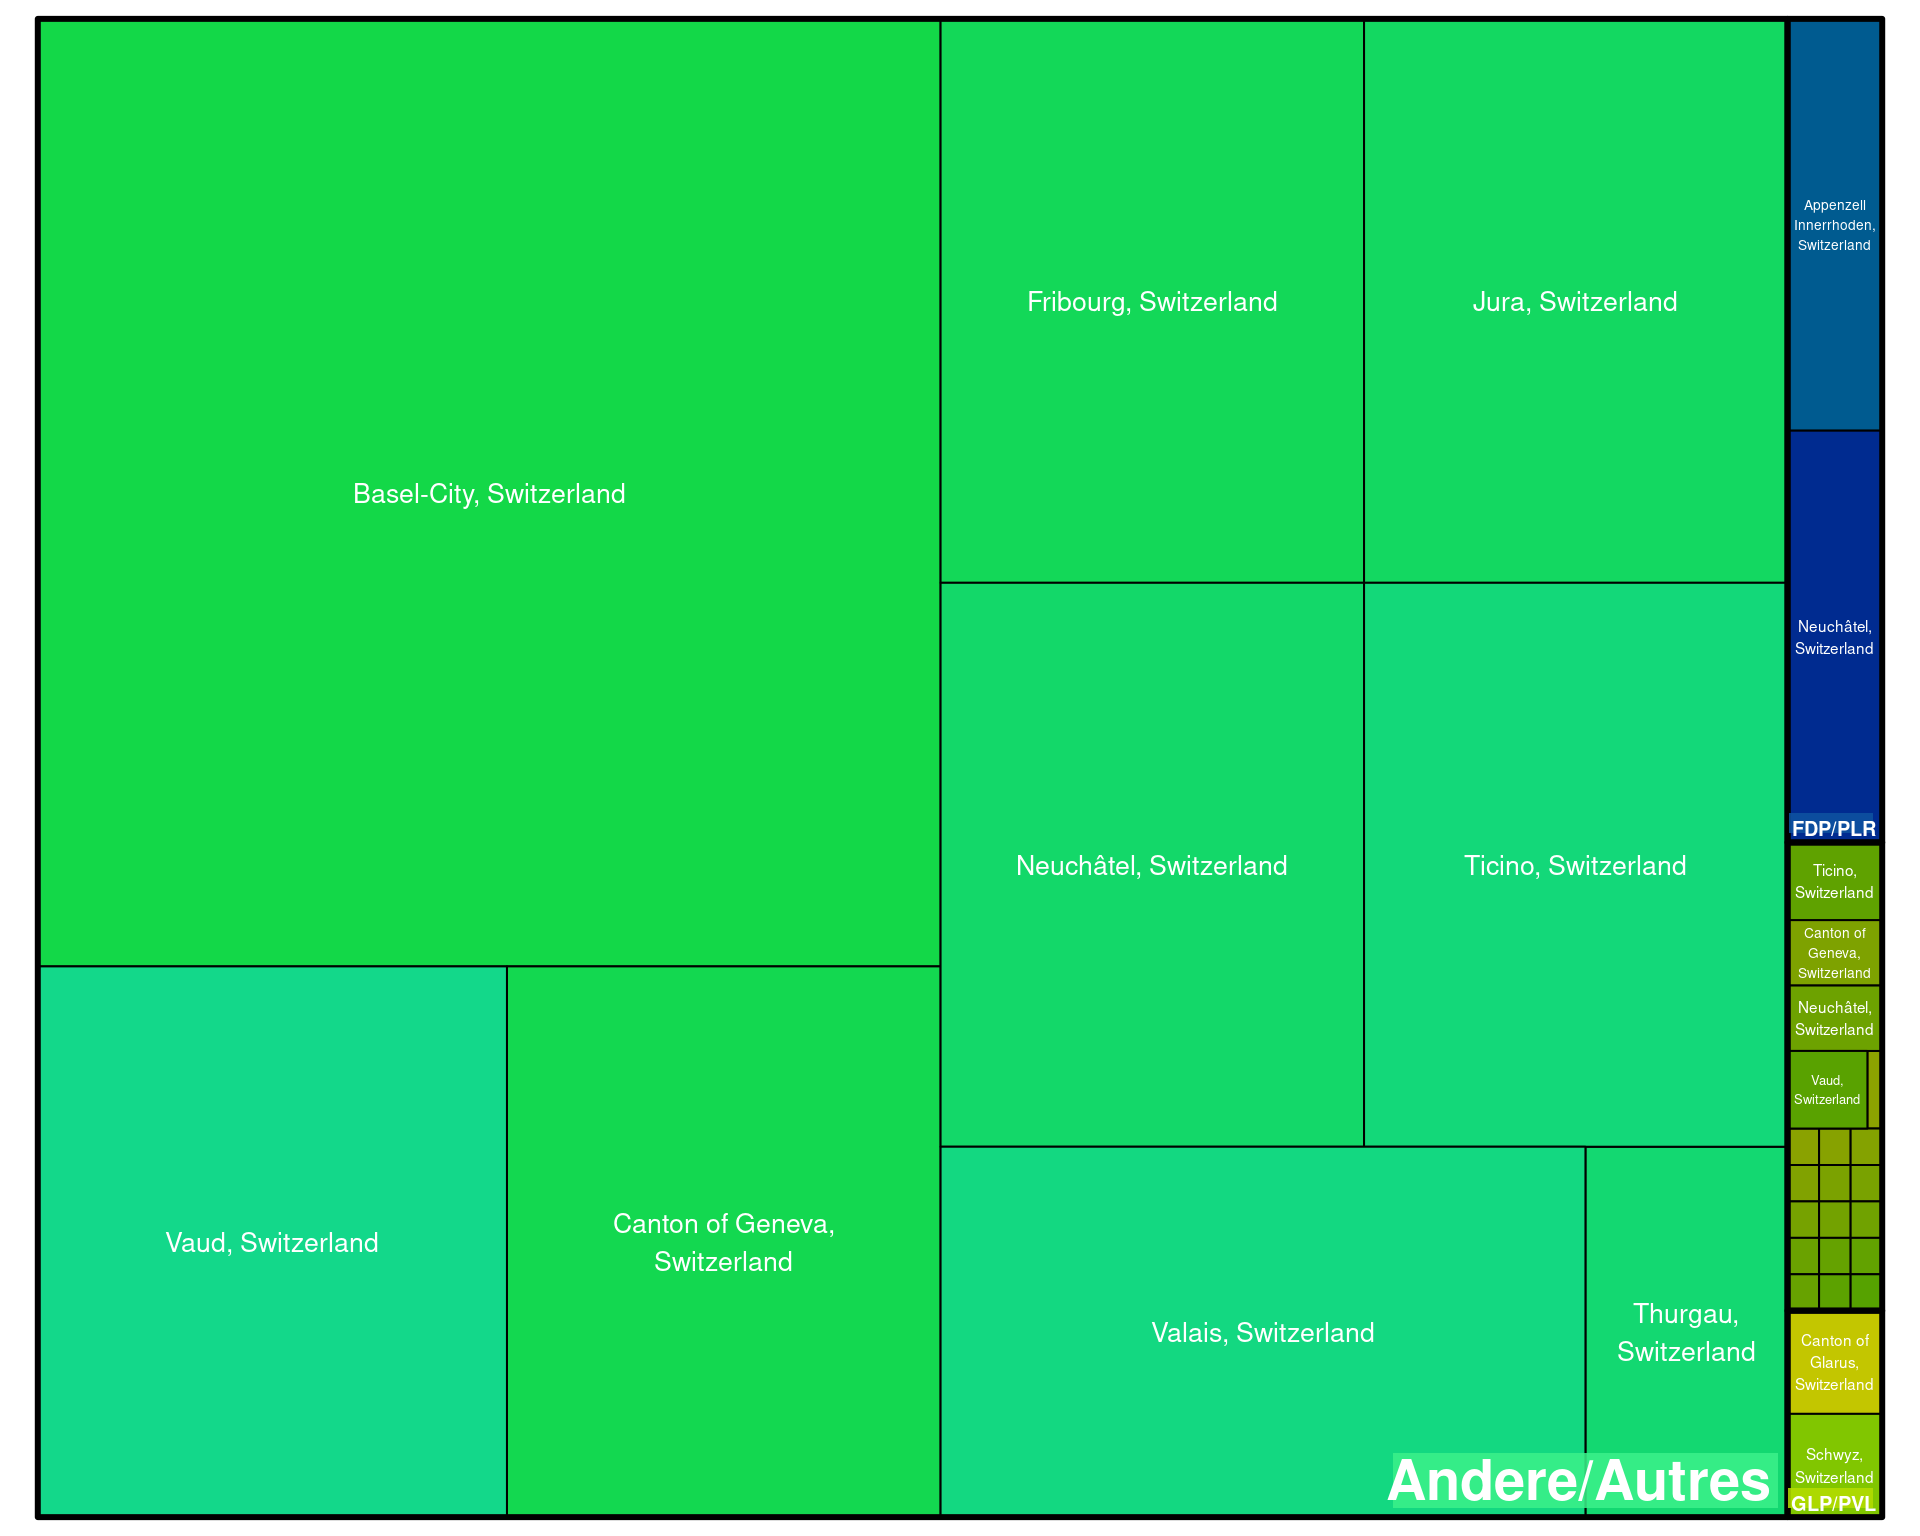 Basel-City, Switzerland
Fribourg, Switzerland
Jura, Switzerland
Neuchâtel, Switzerland
Ticino, Switzerland
Vaud, Switzerland
Canton of Geneva,
Switzerland
Valais, Switzerland
Thurgau,
Switzerland
Andere/Autres
Appenzell
Innerrhoden,
Switzerland
Neuchâtel,
Switzerland
FDP/PLR
Ticino,
Switzerland
Canton of
Geneva,
Switzerland
Neuchâtel,
Switzerland
Vaud,
Switzerland
Canton of
Glarus,
Switzerland
Schwyz,
Switzerland
GLP/PVL